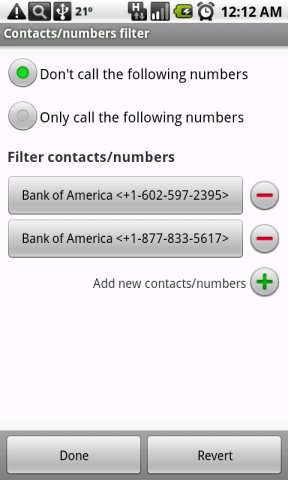 21° H 12:12 AM
Contacts/numbers filter
Don't call the following numbers
Only call the following numbers
Filter contacts/numbers
Bank of America <+1-602-597-2395>
Bank of America <+1-877-833-5617>
Add new contacts/numbers
Done Revert